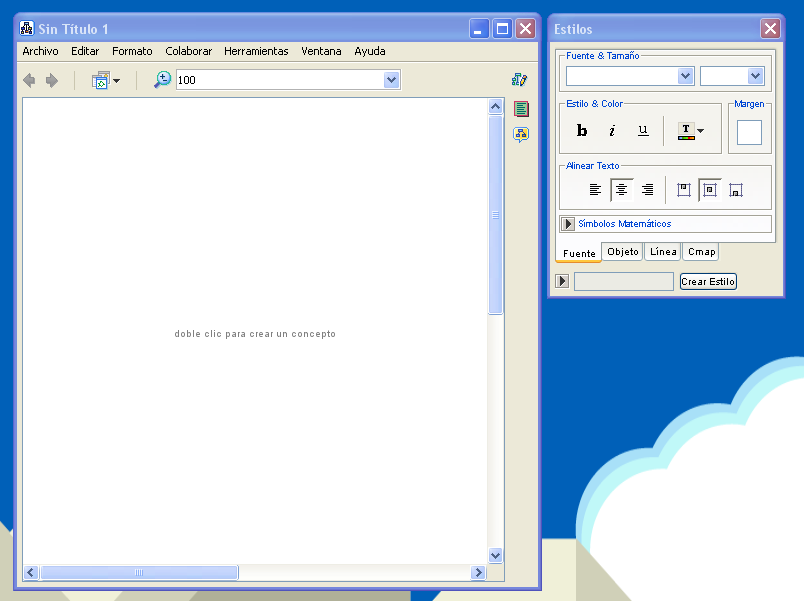 Sin Título 1
Archivo Editar Formato Colaborar Herramientas Ventana Ayuda
100
doble clic para crear un concepto
Estilos
Fuente & Tamaño
Estilo & Color
Margen
b i u T
Alinear Texto
Símbolos Matemáticos
Fuente Objeto Línea Cmap
Crear Estilo